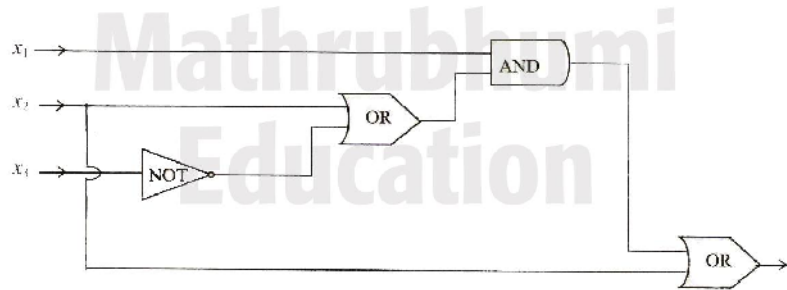 Mathrubhumi
Education
x₁
AND
x₂
OR
x₃
NOT
OR